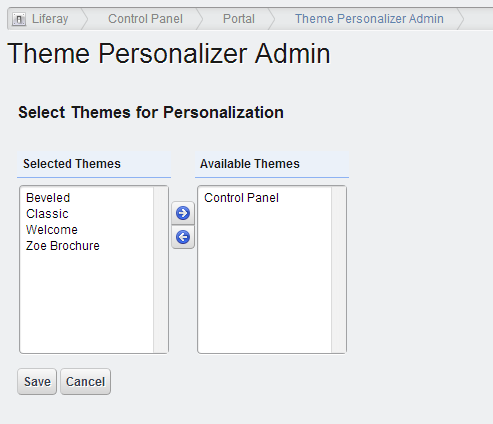 Liferay Control Panel Portal Theme Personalizer Admin
Theme Personalizer Admin
Select Themes for Personalization
Selected Themes
Beveled
Classic
Welcome
Zoe Brochure
Available Themes
Control Panel
Save Cancel